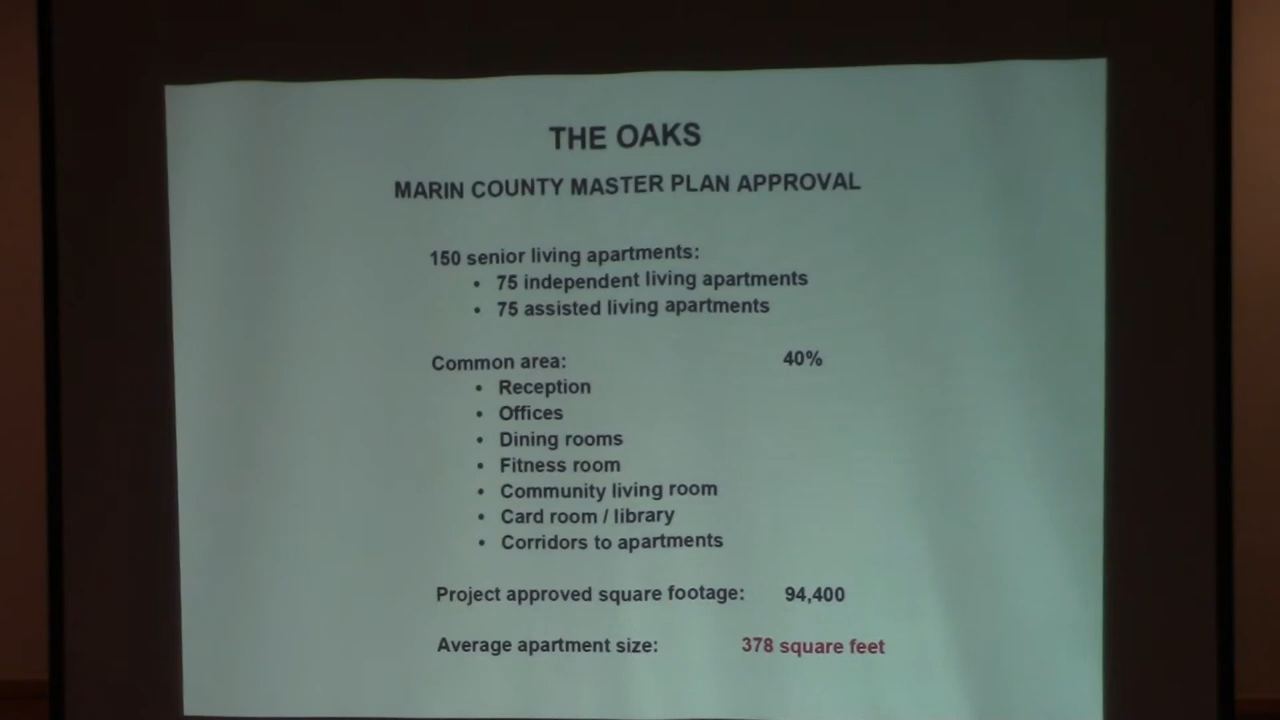 THE OAKS
MARIN COUNTY MASTER PLAN APPROVAL
150 senior living apartments:
• 75 independent living apartments
• 75 assisted living apartments
Common area: 40%
• Reception
• Offices
• Dining rooms
• Fitness room
• Community living room
• Card room / library
• Corridors to apartments
Project approved square footage: 94,400
Average apartment size: 378 square feet